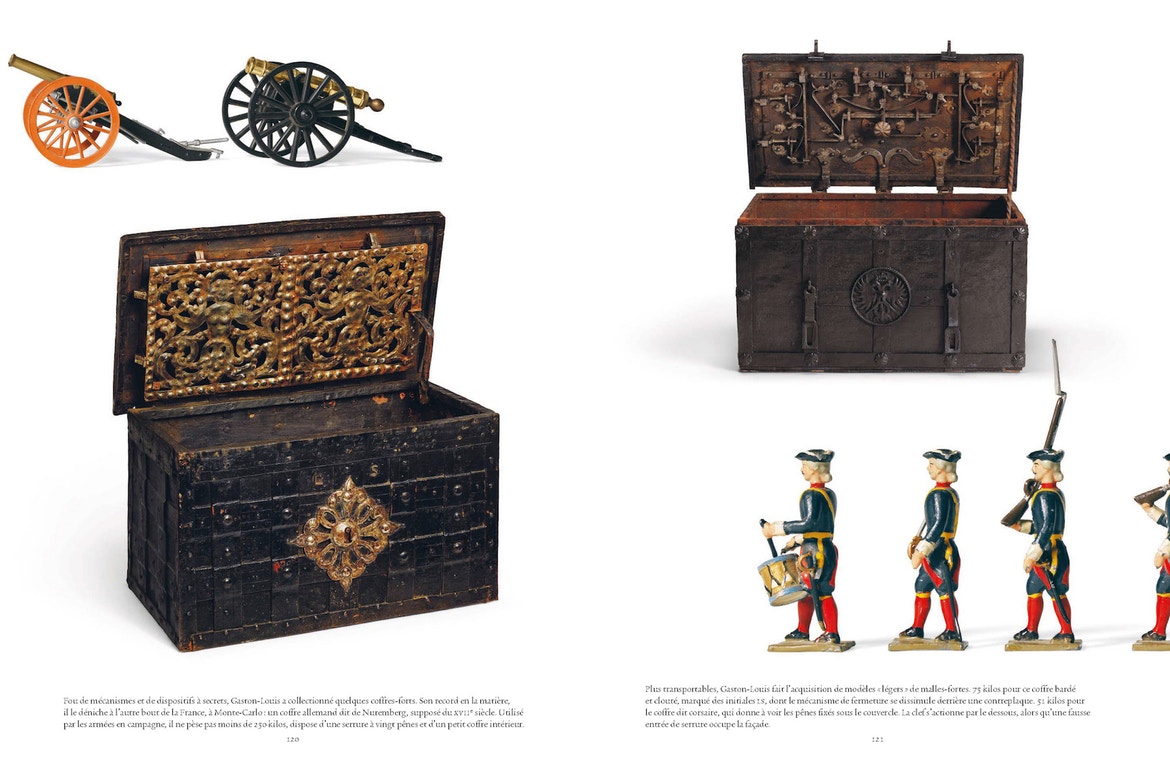 Fou de mécanismes et de dispositifs à secrets, Gaston-Louis a collectionné quelques coffres-forts. Son record en la matière,
il le déniche à l'autre bout de la France, à Monte-Carlo : un coffre allemand dit de Nuremberg, supposé du XVIIe siècle. Utilisé
par les armées en campagne, il ne pèse pas moins de 250 kilos, dispose d'une serrure à vingt pênes et d'un petit coffre intérieur.
120
Plus transportables, Gaston-Louis fait l'acquisition de modèles « légers » de malles-fortes. 75 kilos pour ce coffre bardé
et clouté, marqué des initiales IS, dont le mécanisme de fermeture se dissimule derrière une contreplaque. 51 kilos pour
le coffre dit corsaire, qui donne à voir les pênes fixés sous le couvercle. La clef s'actionne par le dessous, alors qu'une fausse
entrée de serrure occupe la façade.
121